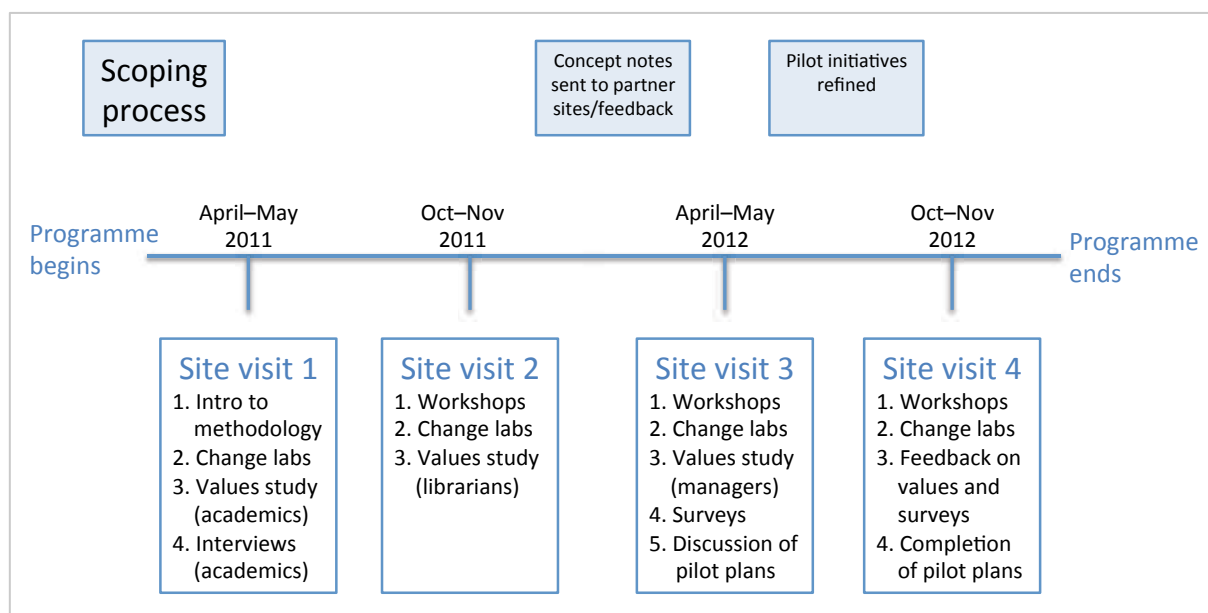 Scoping
process
Concept notes
sent to partner
sites/feedback
Pilot initiatives
refined
Programme
begins
April–May
2011
Oct–Nov
2011
April–May
2012
Oct–Nov
2012
Programme
ends
Site visit 1
1. Intro to
methodology
2. Change labs
3. Values study
(academics)
4. Interviews
(academics)
Site visit 2
1. Workshops
2. Change labs
3. Values study
(librarians)
Site visit 3
1. Workshops
2. Change labs
3. Values study
(managers)
4. Surveys
5. Discussion of
pilot plans
Site visit 4
1. Workshops
2. Change labs
3. Feedback on
values and
surveys
4. Completion
of pilot plans